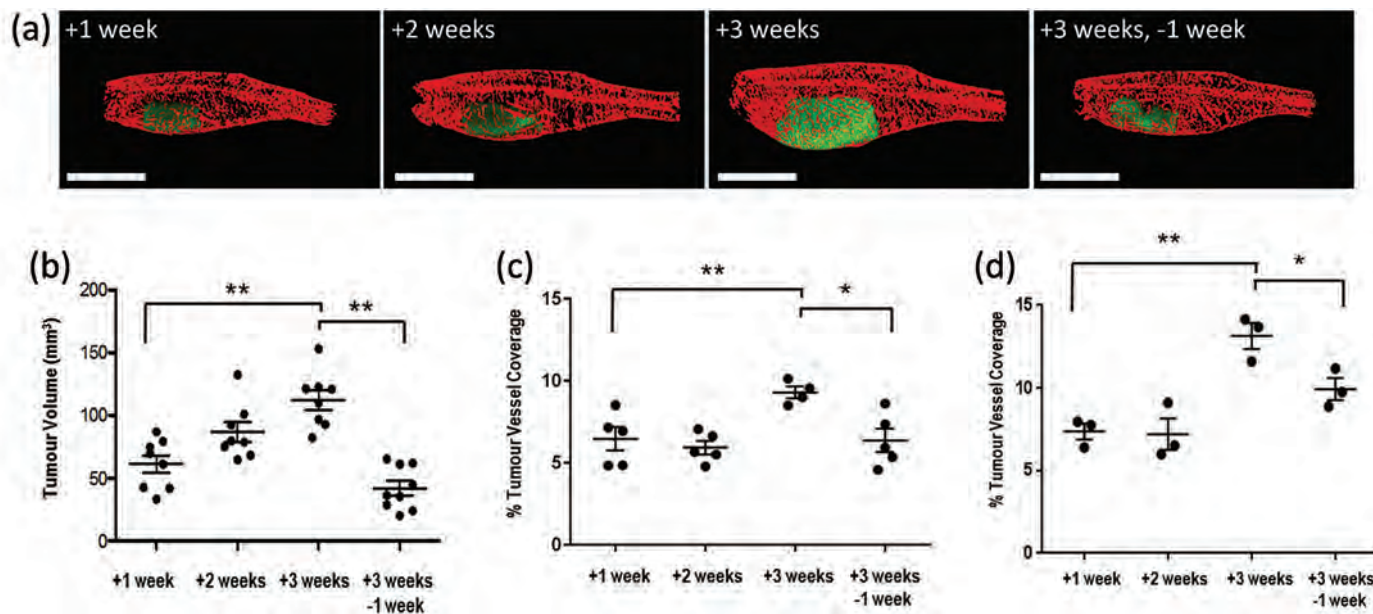 (a)
+1 week
+2 weeks
+3 weeks
+3 weeks, -1 week
(b)
Tumour Volume (mm³)
200
150
100
50
0
**
**
+1 week
+2 weeks
+3 weeks
+3 weeks
-1 week
(c)
% Tumour Vessel Coverage
15
10
5
0
**
*
+1 week
+2 weeks
+3 weeks
+3 weeks
-1 week
(d)
% Tumour Vessel Coverage
15
10
5
0
**
*
+1 week
+2 weeks
+3 weeks
+3 weeks
-1 week